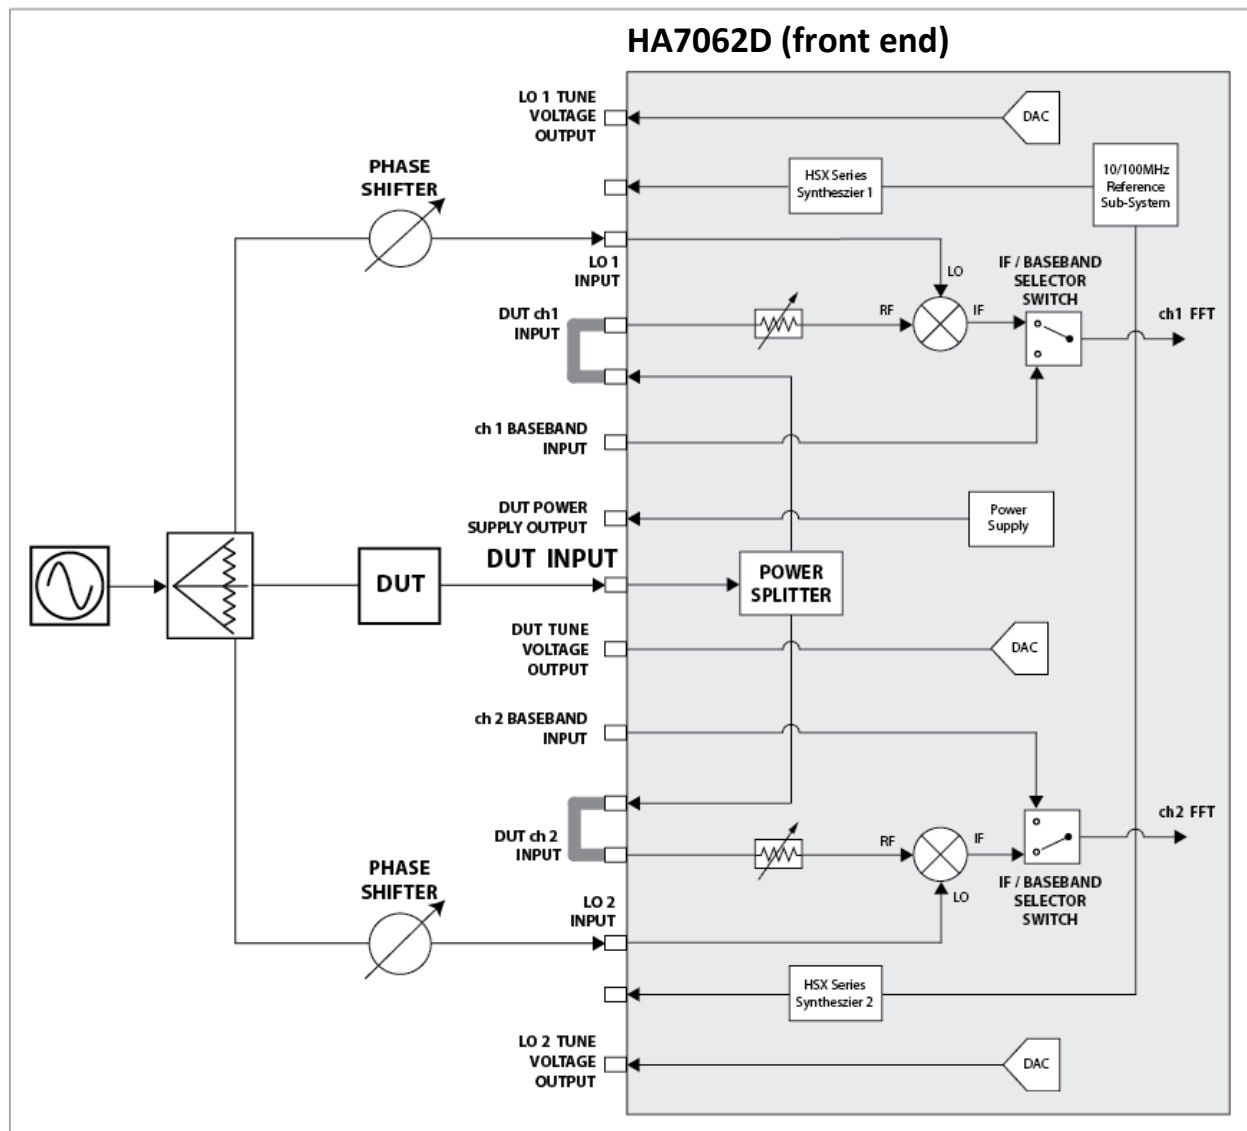 HA7062D (front end)
LO 1 TUNE
VOLTAGE
OUTPUT
DAC
PHASE
SHIFTER
HSX Series
Syntheszier 1
10/100MHz
Reference
Sub-System
LO 1
INPUT
LO
IF / BASEBAND
SELECTOR
SWITCH
DUT ch1
INPUT
RF
IF
ch1 FFT
ch 1 BASEBAND
INPUT
DUT POWER
SUPPLY OUTPUT
Power
Supply
DUT INPUT
DUT
POWER
SPLITTER
DUT TUNE
VOLTAGE
OUTPUT
DAC
ch 2 BASEBAND
INPUT
DUT ch 2
INPUT
RF
IF
ch2 FFT
LO
IF / BASEBAND
SELECTOR
SWITCH
PHASE
SHIFTER
LO 2
INPUT
HSX Series
Syntheszier 2
LO 2 TUNE
VOLTAGE
OUTPUT
DAC